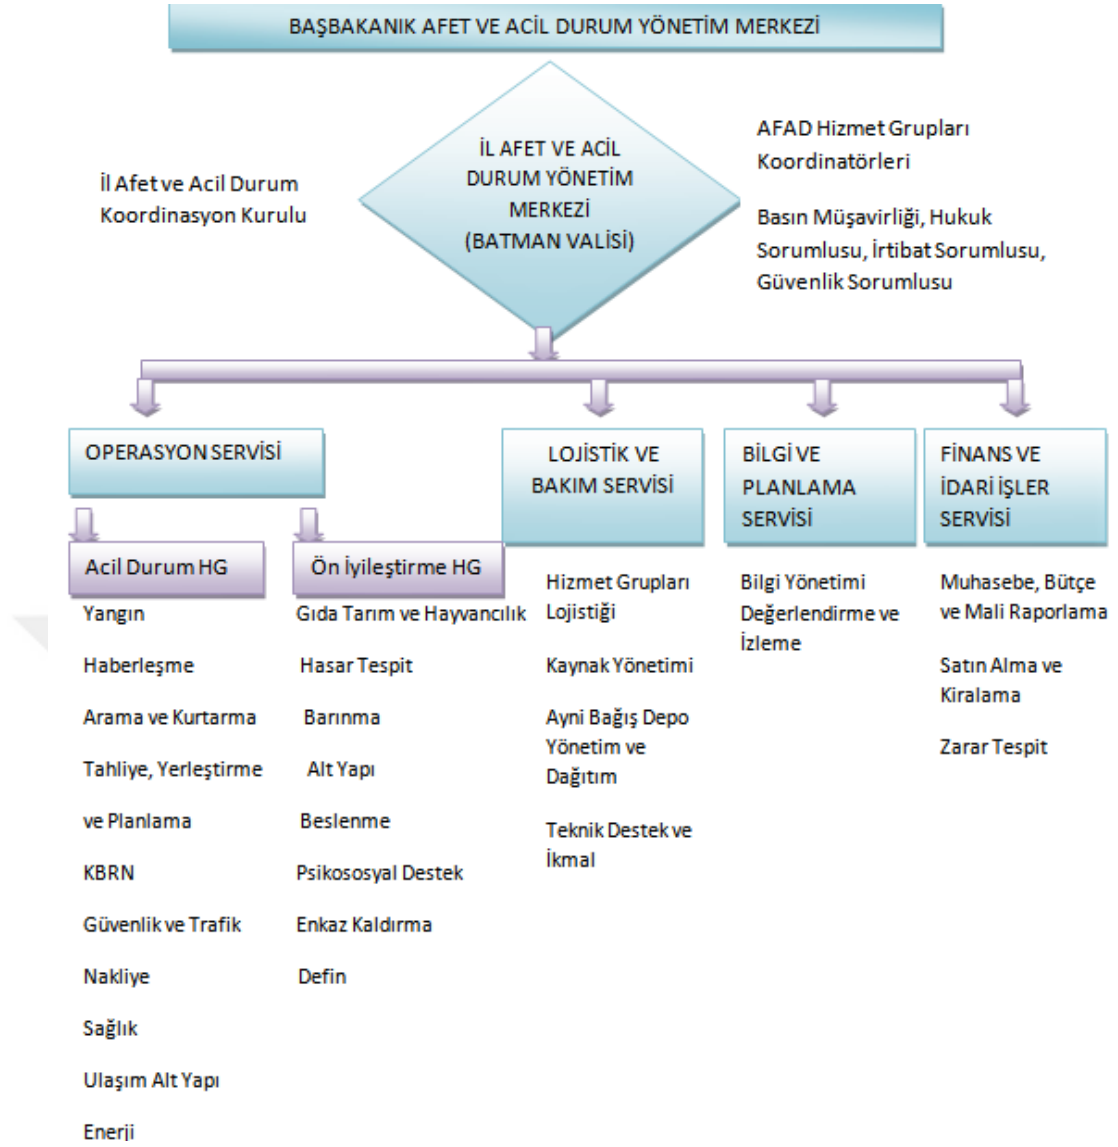 BAŞBAKANIK AFET VE ACİL DURUM YÖNETİM MERKEZİ
İL AFET VE ACİL
DURUM YÖNETİM
MERKEZİ
(BATMAN VALİSİ)
İl Afet ve Acil Durum
Koordinasyon Kurulu
AFAD Hizmet Grupları
Koordinatörleri
Basın Müşavirliği, Hukuk
Sorumlusu, İrtibat Sorumlusu,
Güvenlik Sorumlusu
OPERASYON SERVİSİ
Acil Durum HG
Yangın
Haberleşme
Arama ve Kurtarma
Tahliye, Yerleştirme
ve Planlama
KBRN
Güvenlik ve Trafik
Nakliye
Sağlık
Ulaşım Alt Yapı
Enerji
Ön İyileştirme HG
Gıda Tarım ve Hayvancılık
Hasar Tespit
Barınma
Alt Yapı
Beslenme
Psikososyal Destek
Enkaz Kaldırma
Defin
LOJİSTİK VE
BAKIM SERVİSİ
Hizmet Grupları
Lojistiği
Kaynak Yönetimi
Ayni Bağış Depo
Yönetim ve
Dağıtım
Teknik Destek ve
İkmal
BİLGİ VE
PLANLAMA
SERVİSİ
Bilgi Yönetimi
Değerlendirme ve
İzleme
FİNANS VE
İDARİ İŞLER
SERVİSİ
Muhasebe, Bütçe
ve Mali Raporlama
Satın Alma ve
Kiralama
Zarar Tespit